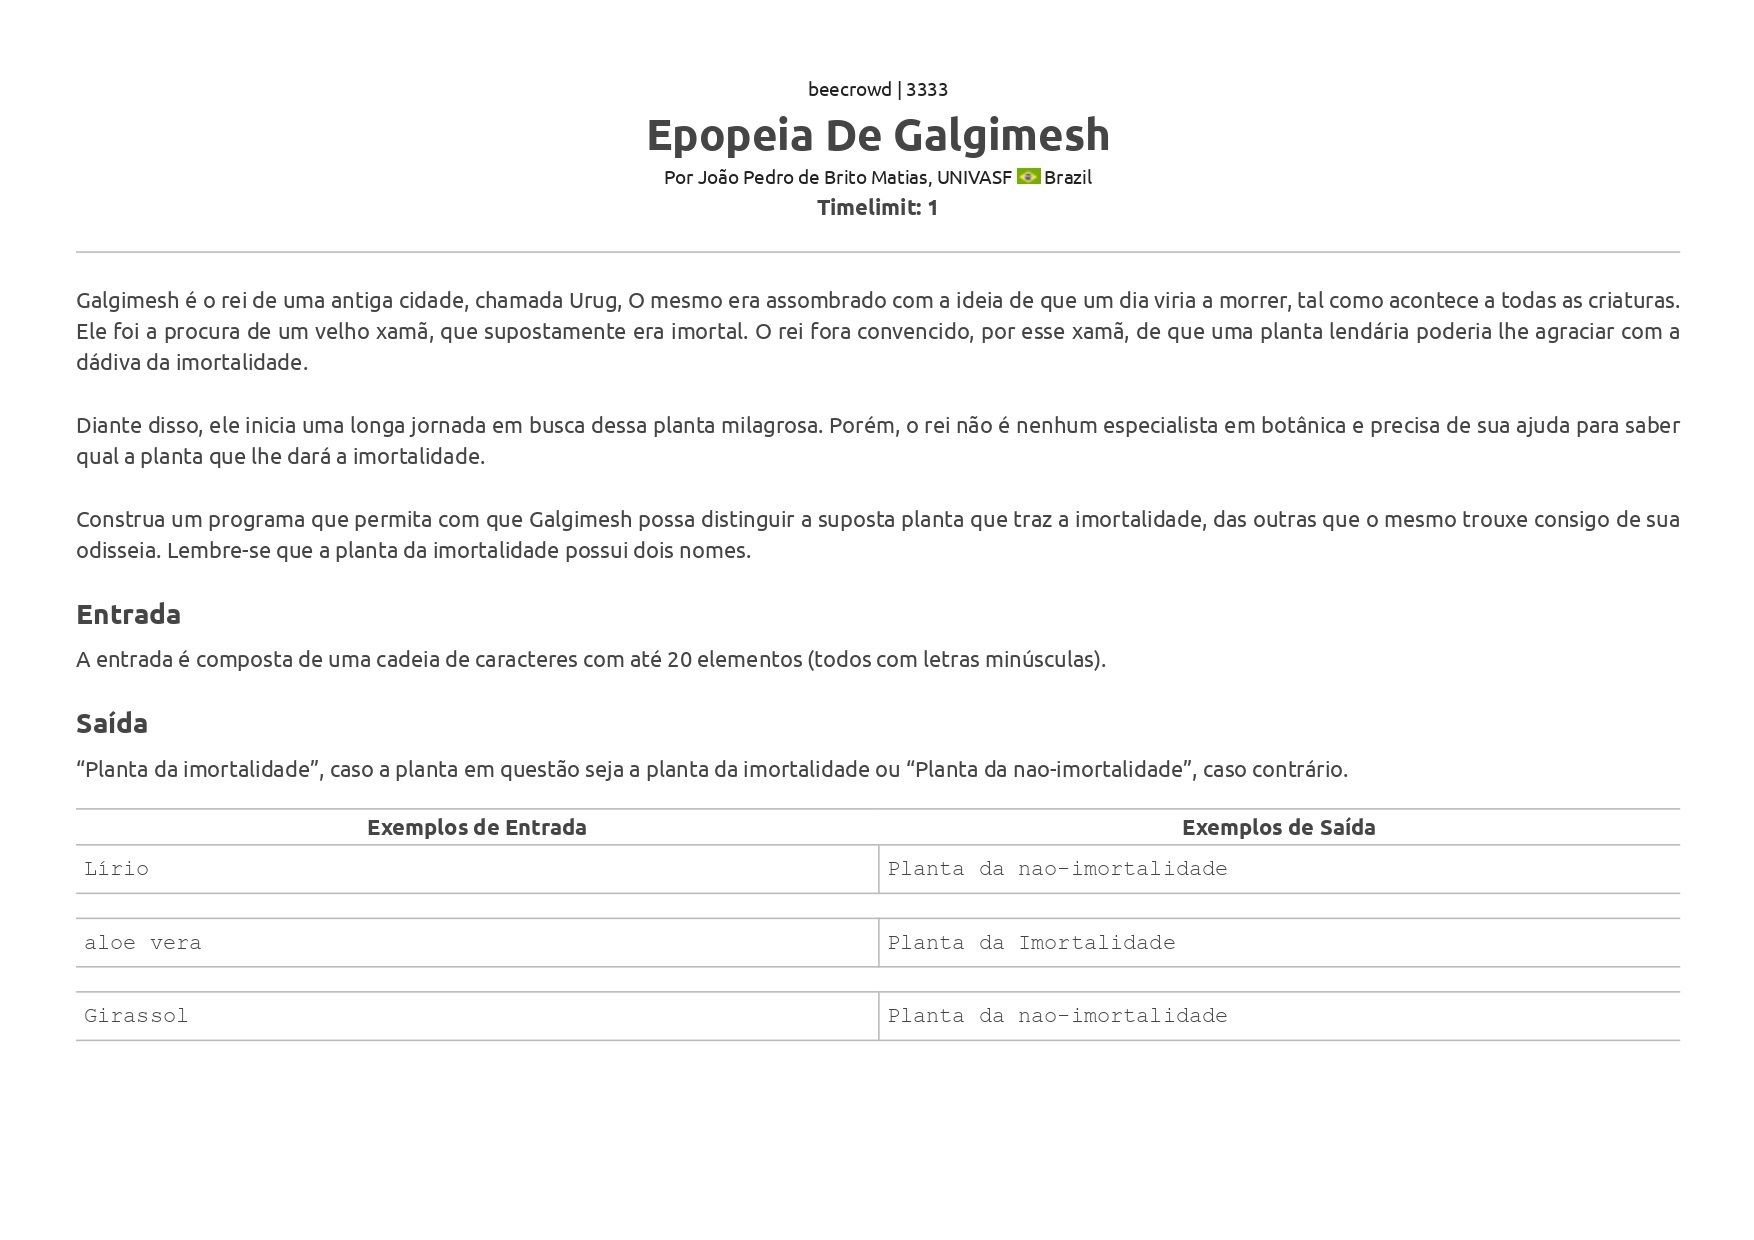 beecrowd | 3333
Epopeia De Galgimesh
Por João Pedro de Brito Matias, UNIVASF Brazil
Timelimit: 1
Galgimesh é o rei de uma antiga cidade, chamada Urug, O mesmo era assombrado com a ideia de que um dia viria a morrer, tal como acontece a todas as criaturas.
Ele foi a procura de um velho xamã, que supostamente era imortal. O rei fora convencido, por esse xamã, de que uma planta lendária poderia lhe agraciar com a
dádiva da imortalidade.
Diante disso, ele inicia uma longa jornada em busca dessa planta milagrosa. Porém, o rei não é nenhum especialista em botânica e precisa de sua ajuda para saber
qual a planta que lhe dará a imortalidade.
Construa um programa que permita com que Galgimesh possa distinguir a suposta planta que traz a imortalidade, das outras que o mesmo trouxe consigo de sua
odisseia. Lembre-se que a planta da imortalidade possui dois nomes.
Entrada
A entrada é composta de uma cadeia de caracteres com até 20 elementos (todos com letras minúsculas).
Saída
“Planta da imortalidade”, caso a planta em questão seja a planta da imortalidade ou “Planta da nao-imortalidade”, caso contrário.
Exemplos de Entrada Exemplos de Saída
Lírio Planta da nao-imortalidade
aloe vera Planta da Imortalidade
Girassol Planta da nao-imortalidade